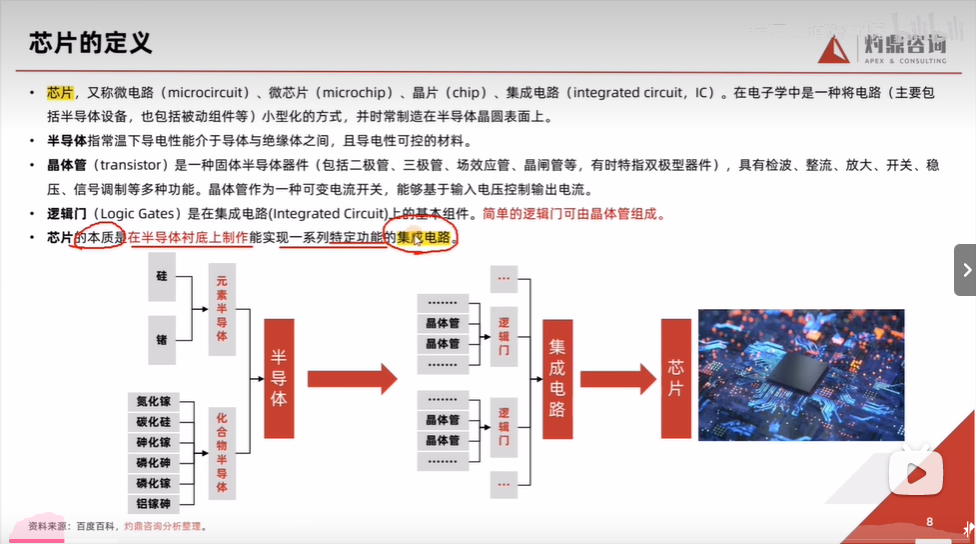 芯片的定义
灼鼎咨询
APEX & CONSULTING
• 芯片，又称微电路（microcircuit）、微芯片（microchip）、晶片（chip）、集成电路（integrated circuit，IC）。在电子学中是一种将电路（主要包
括半导体设备，也包括被动组件等）小型化的方式，并时常制造在半导体晶圆表面上。
• 半导体指常温下导电性能介于导体与绝缘体之间，且导电性可控的材料。
• 晶体管（transistor）是一种固体半导体器件（包括二极管、三极管、场效应管、晶闸管等，有时特指双极型器件），具有检波、整流、放大、开关、稳
压、信号调制等多种功能。晶体管作为一种可变电流开关，能够基于输入电压控制输出电流。
• 逻辑门（Logic Gates）是在集成电路(Integrated Circuit)上的基本组件。简单的逻辑门可由晶体管组成。
• 芯片的本质是在半导体衬底上制作能实现一系列特定功能的集成电路。
硅
锗
元素半导体
氮化镓
碳化硅
砷化镓
磷化砷
磷化镓
铝镓砷
化合物半导体
半导体
...
.......
晶体管
晶体管
.......
逻辑门
.......
晶体管
晶体管
.......
逻辑门
...
集成电路
芯片
资料来源：百度百科，灼鼎咨询分析整理。
8